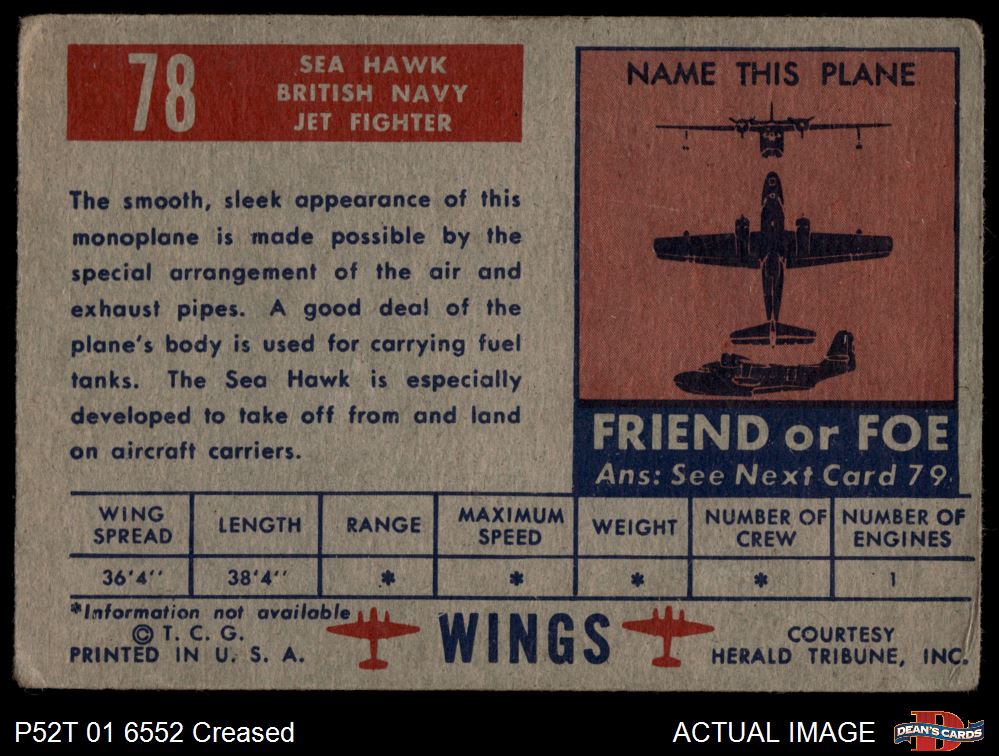 78
SEA HAWK
BRITISH NAVY
JET FIGHTER
The smooth, sleek appearance of this
monoplane is made possible by the
special arrangement of the air and
exhaust pipes. A good deal of the
plane's body is used for carrying fuel
tanks. The Sea Hawk is especially
developed to take off from and land
on aircraft carriers.
NAME THIS PLANE
FRIEND or FOE
Ans: See Next Card 79.
WING SPREAD
LENGTH
RANGE
MAXIMUM SPEED
WEIGHT
NUMBER OF CREW
NUMBER OF ENGINES
36'4'' 38'4'' * * * * 1
*Information not available
© T. C. G.
PRINTED IN U. S. A.
WINGS
COURTESY
HERALD TRIBUNE, INC.
P52T 01 6552 Creased
ACTUAL IMAGE
D
DEAN'S CARDS